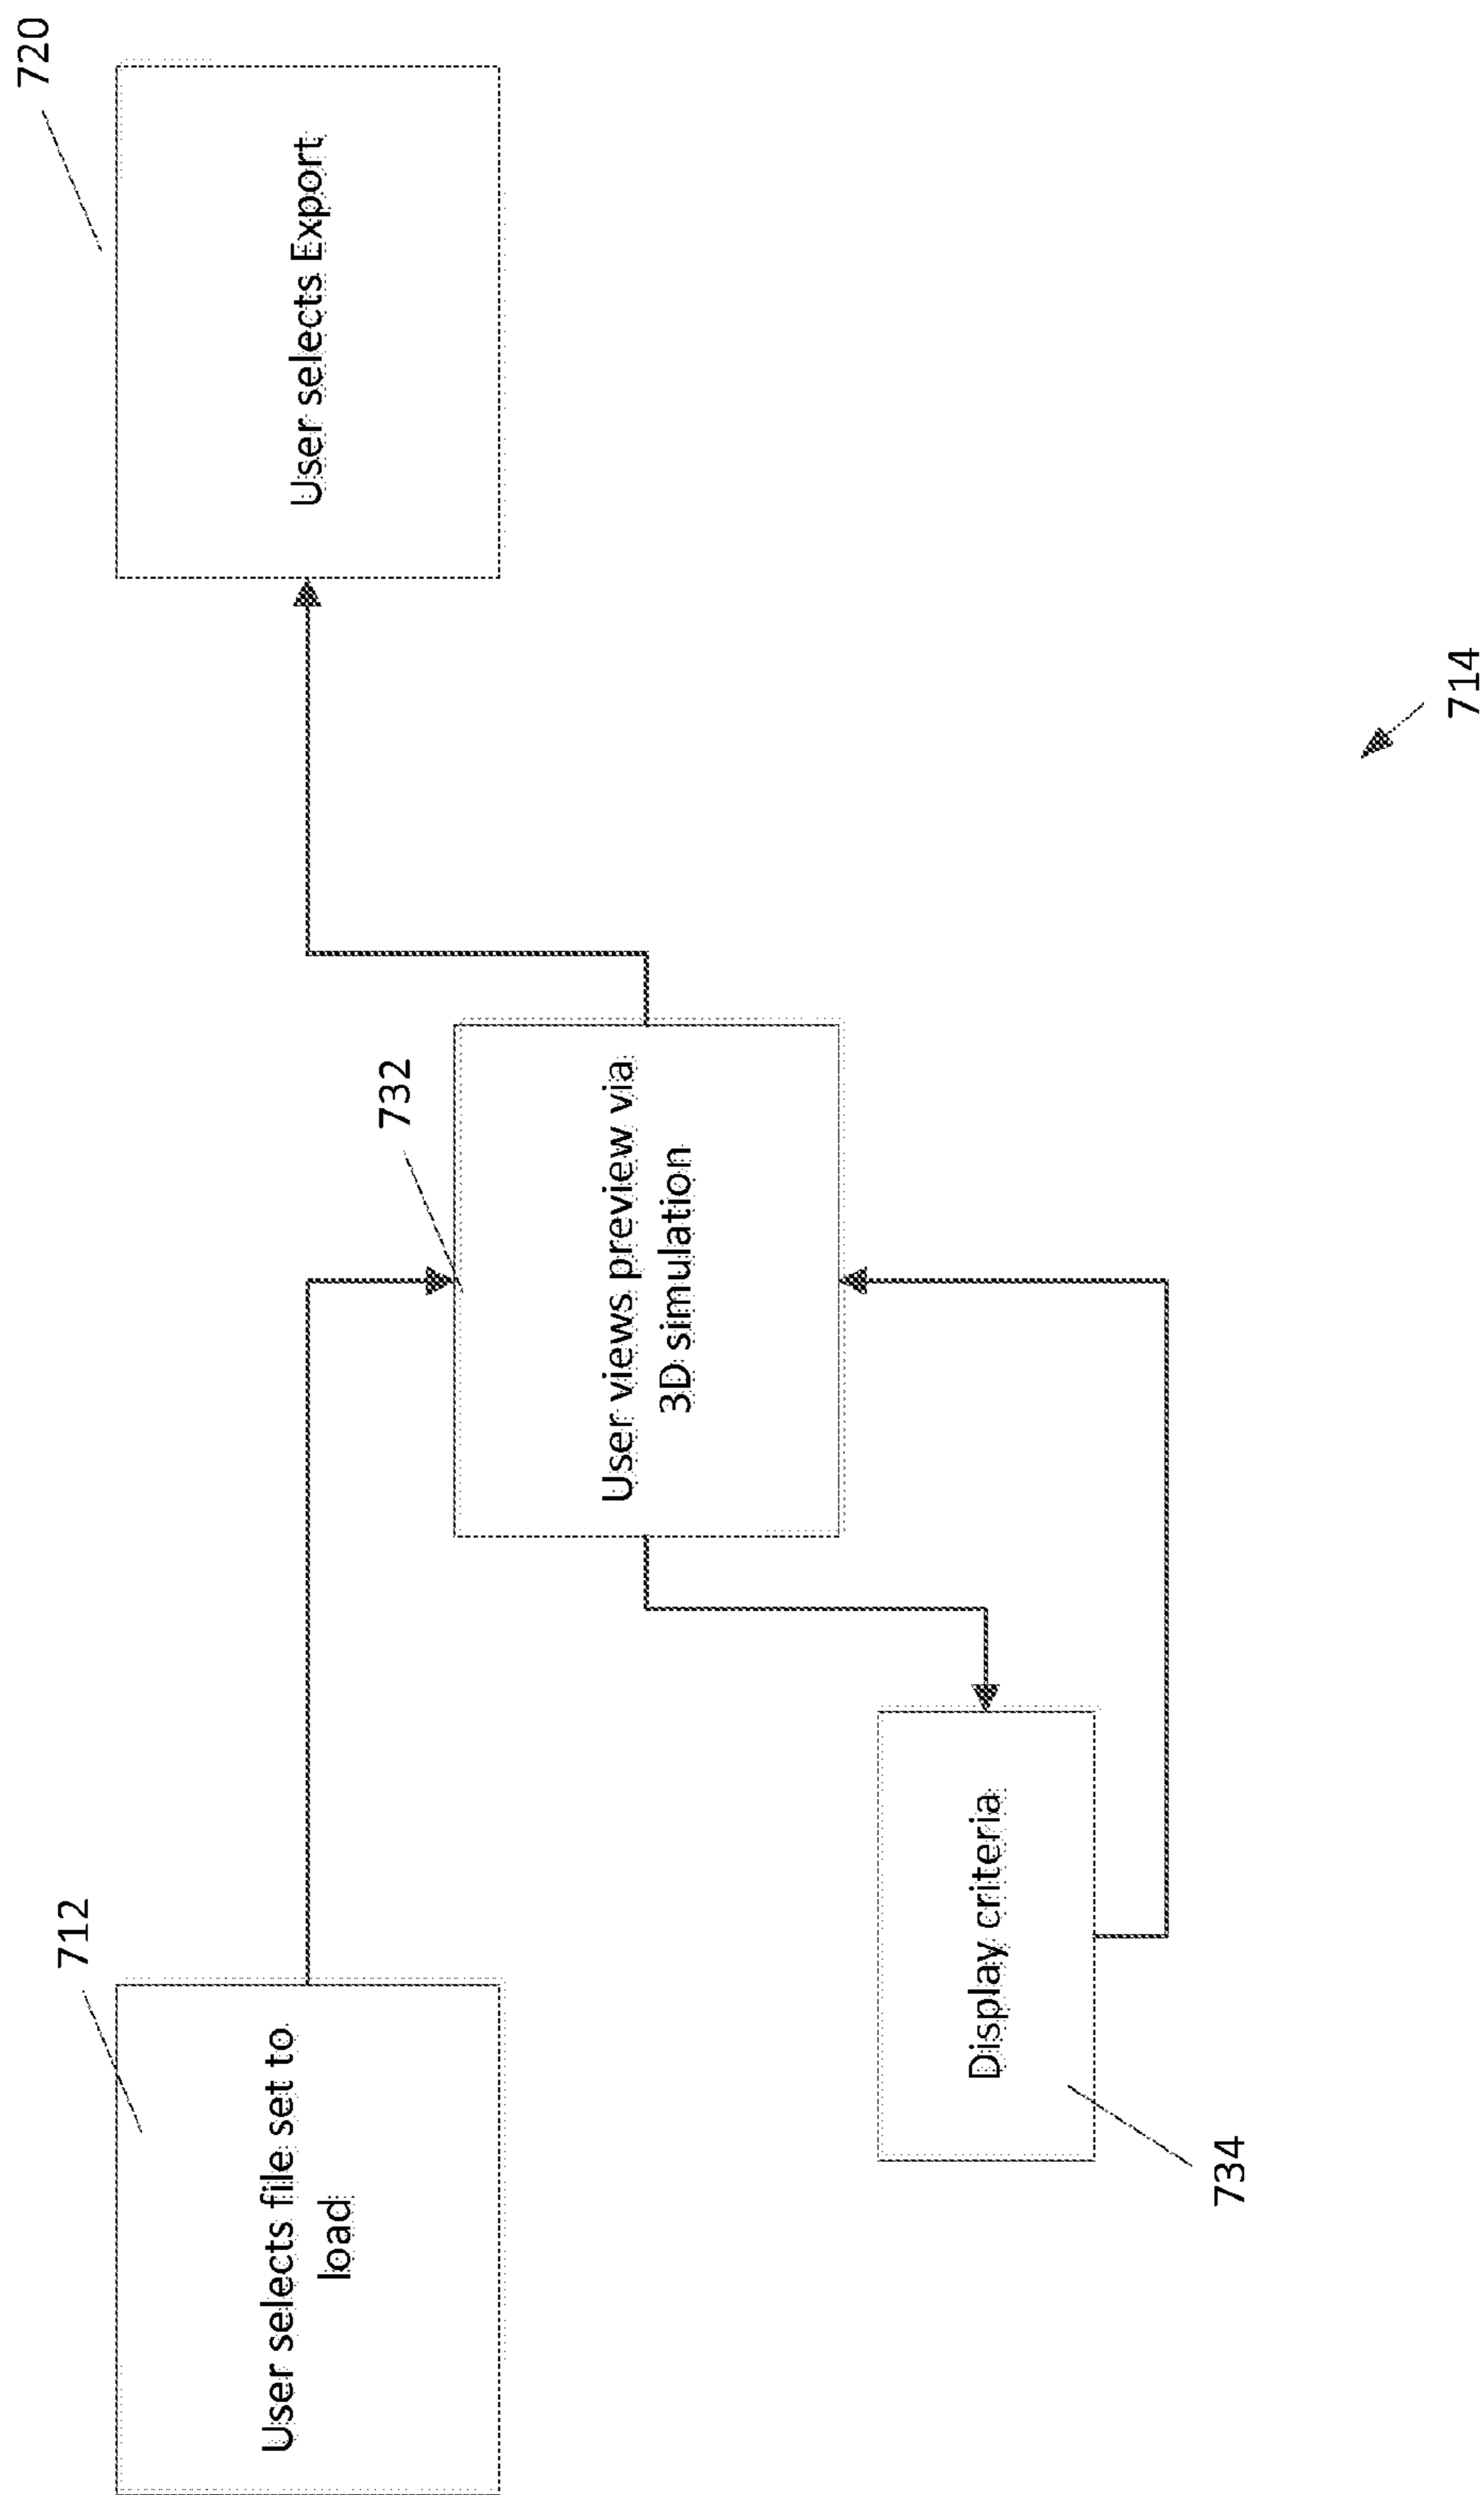 712
User selects file set to
load
732
User views preview via
3D simulation
720
User selects Export
734
Display criteria
714